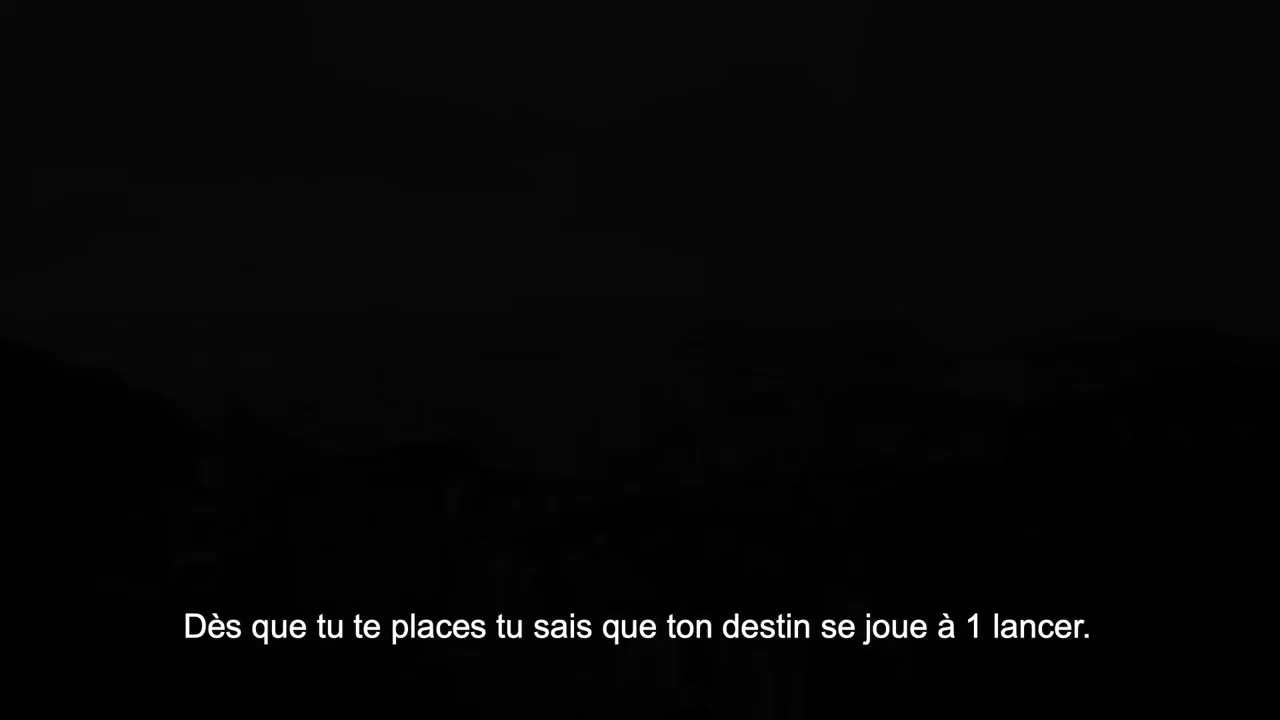 Dès que tu te places tu sais que ton destin se joue à 1 lancer.